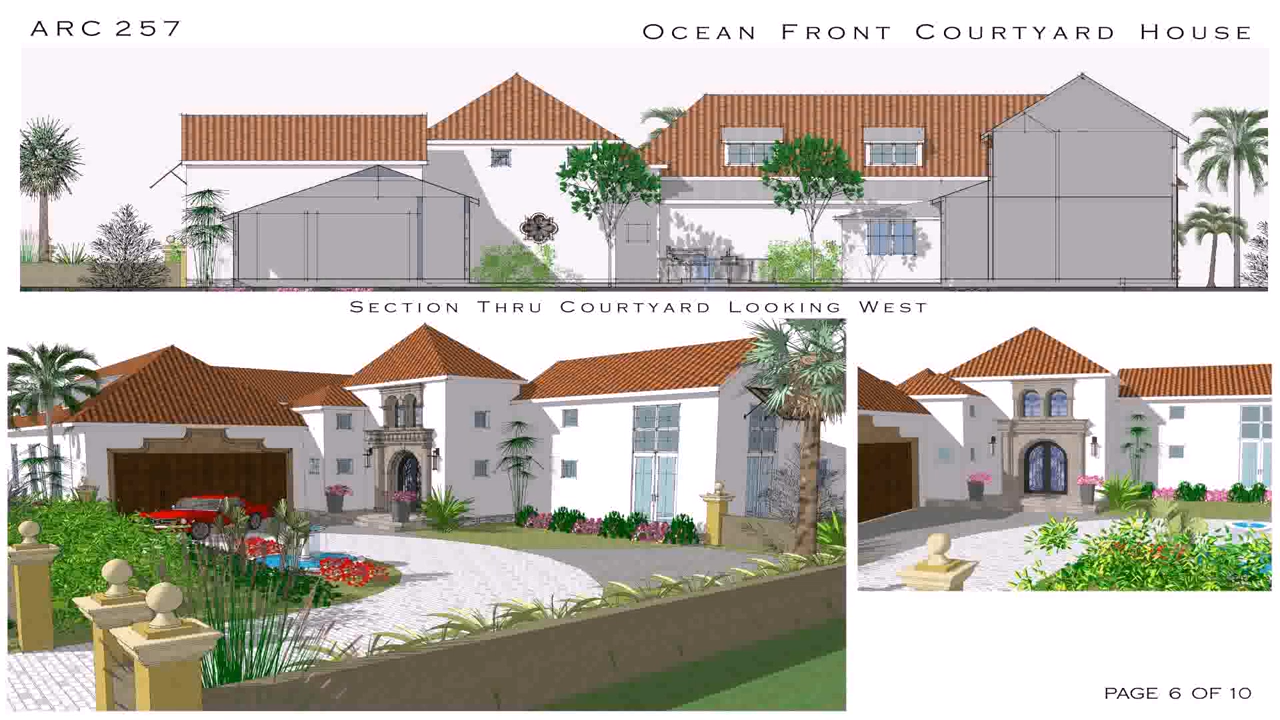 ARC 257
OCEAN FRONT COURTYARD HOUSE
SECTION THRU COURTYARD LOOKING WEST
PAGE 6 OF 10